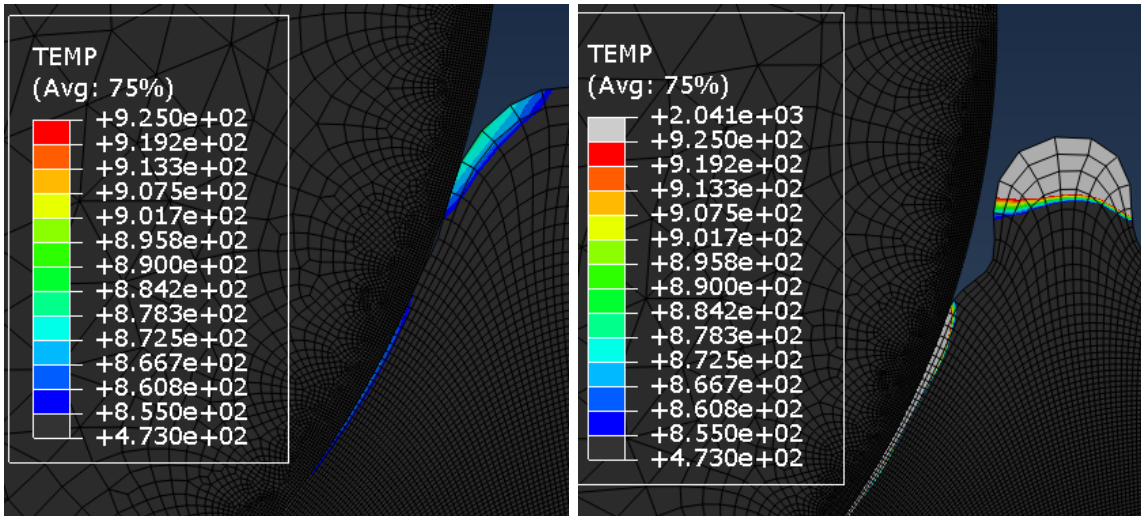 TEMP
(Avg: 75%)
+9.250e+02
+9.192e+02
+9.133e+02
+9.075e+02
+9.017e+02
+8.958e+02
+8.900e+02
+8.842e+02
+8.783e+02
+8.725e+02
+8.667e+02
+8.608e+02
+8.550e+02
+4.730e+02
TEMP
(Avg: 75%)
+2.041e+03
+9.250e+02
+9.192e+02
+9.133e+02
+9.075e+02
+9.017e+02
+8.958e+02
+8.900e+02
+8.842e+02
+8.783e+02
+8.725e+02
+8.667e+02
+8.608e+02
+8.550e+02
+4.730e+02